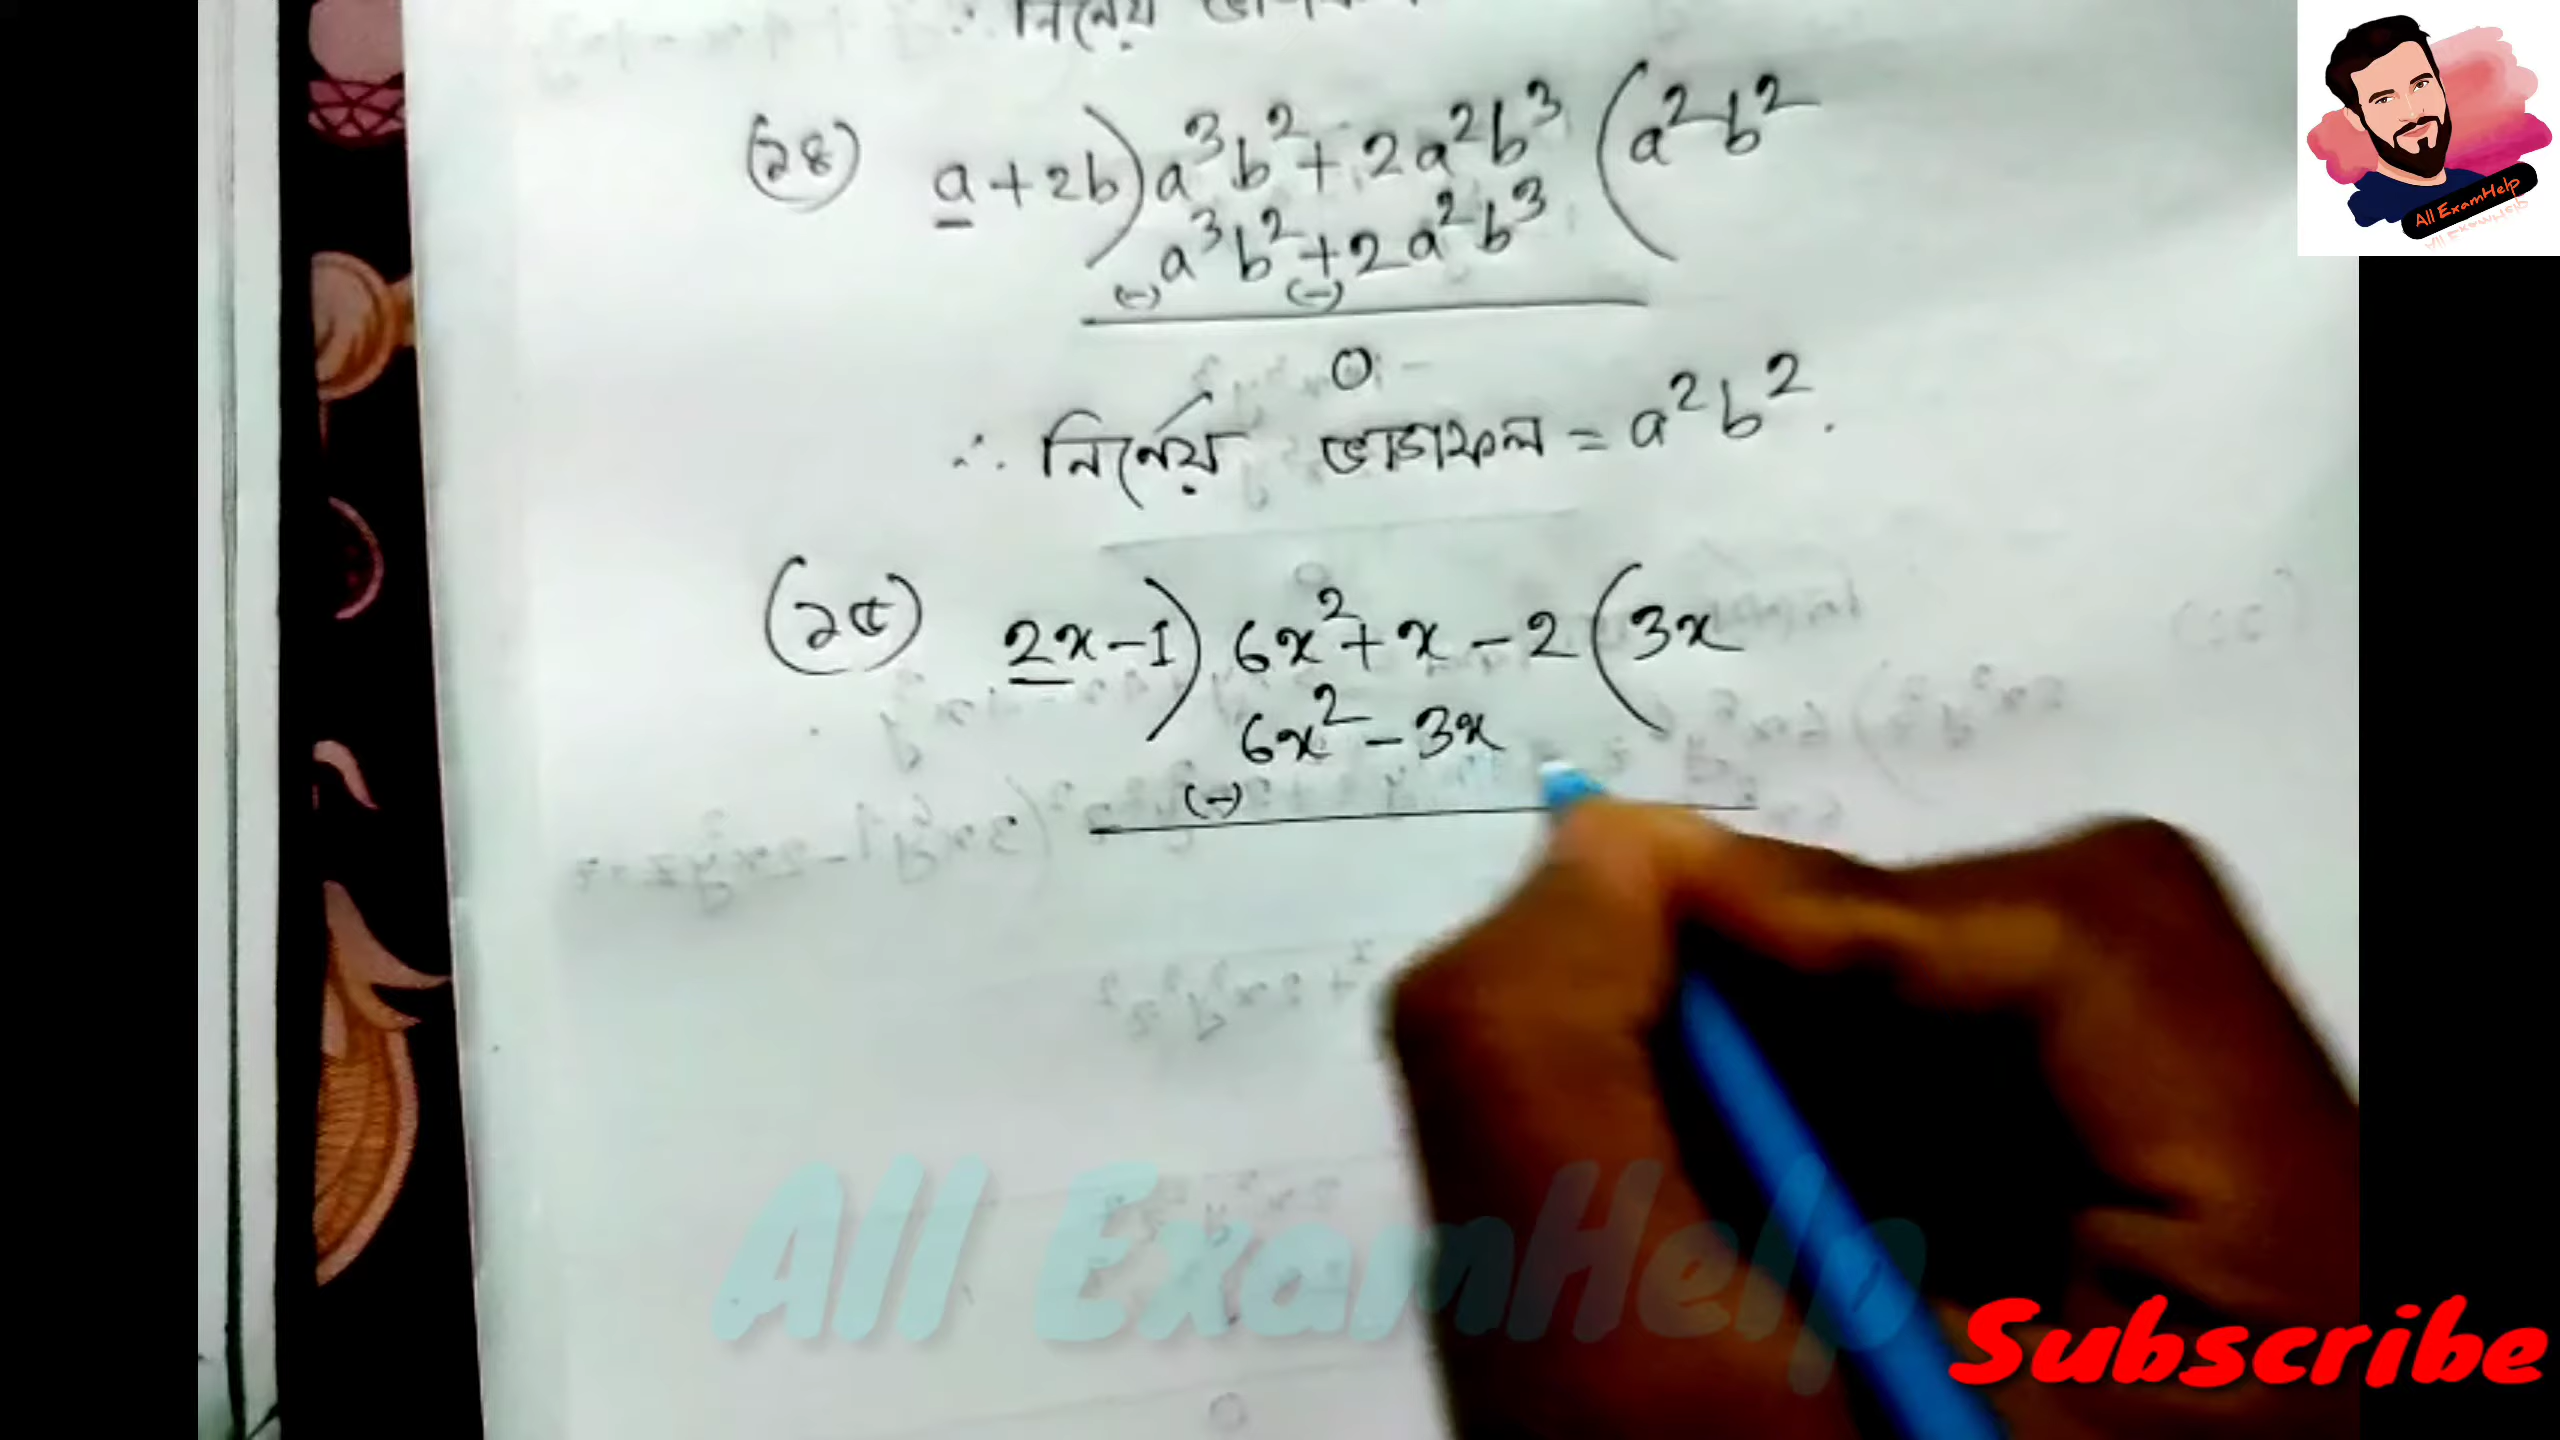 ∴ নির্ণেয়
(২৪) a+2b) a³b² + 2a²b³ (a²b²
a³b² + 2a²b³
(-) (-)
0
∴ নির্ণেয় ভাগফল = a²b².
(২৫) 2x-1) 6x² + x - 2 (3x
6x² - 3x
(-)
All ExamHelp
All ExamHelp
Subscribe